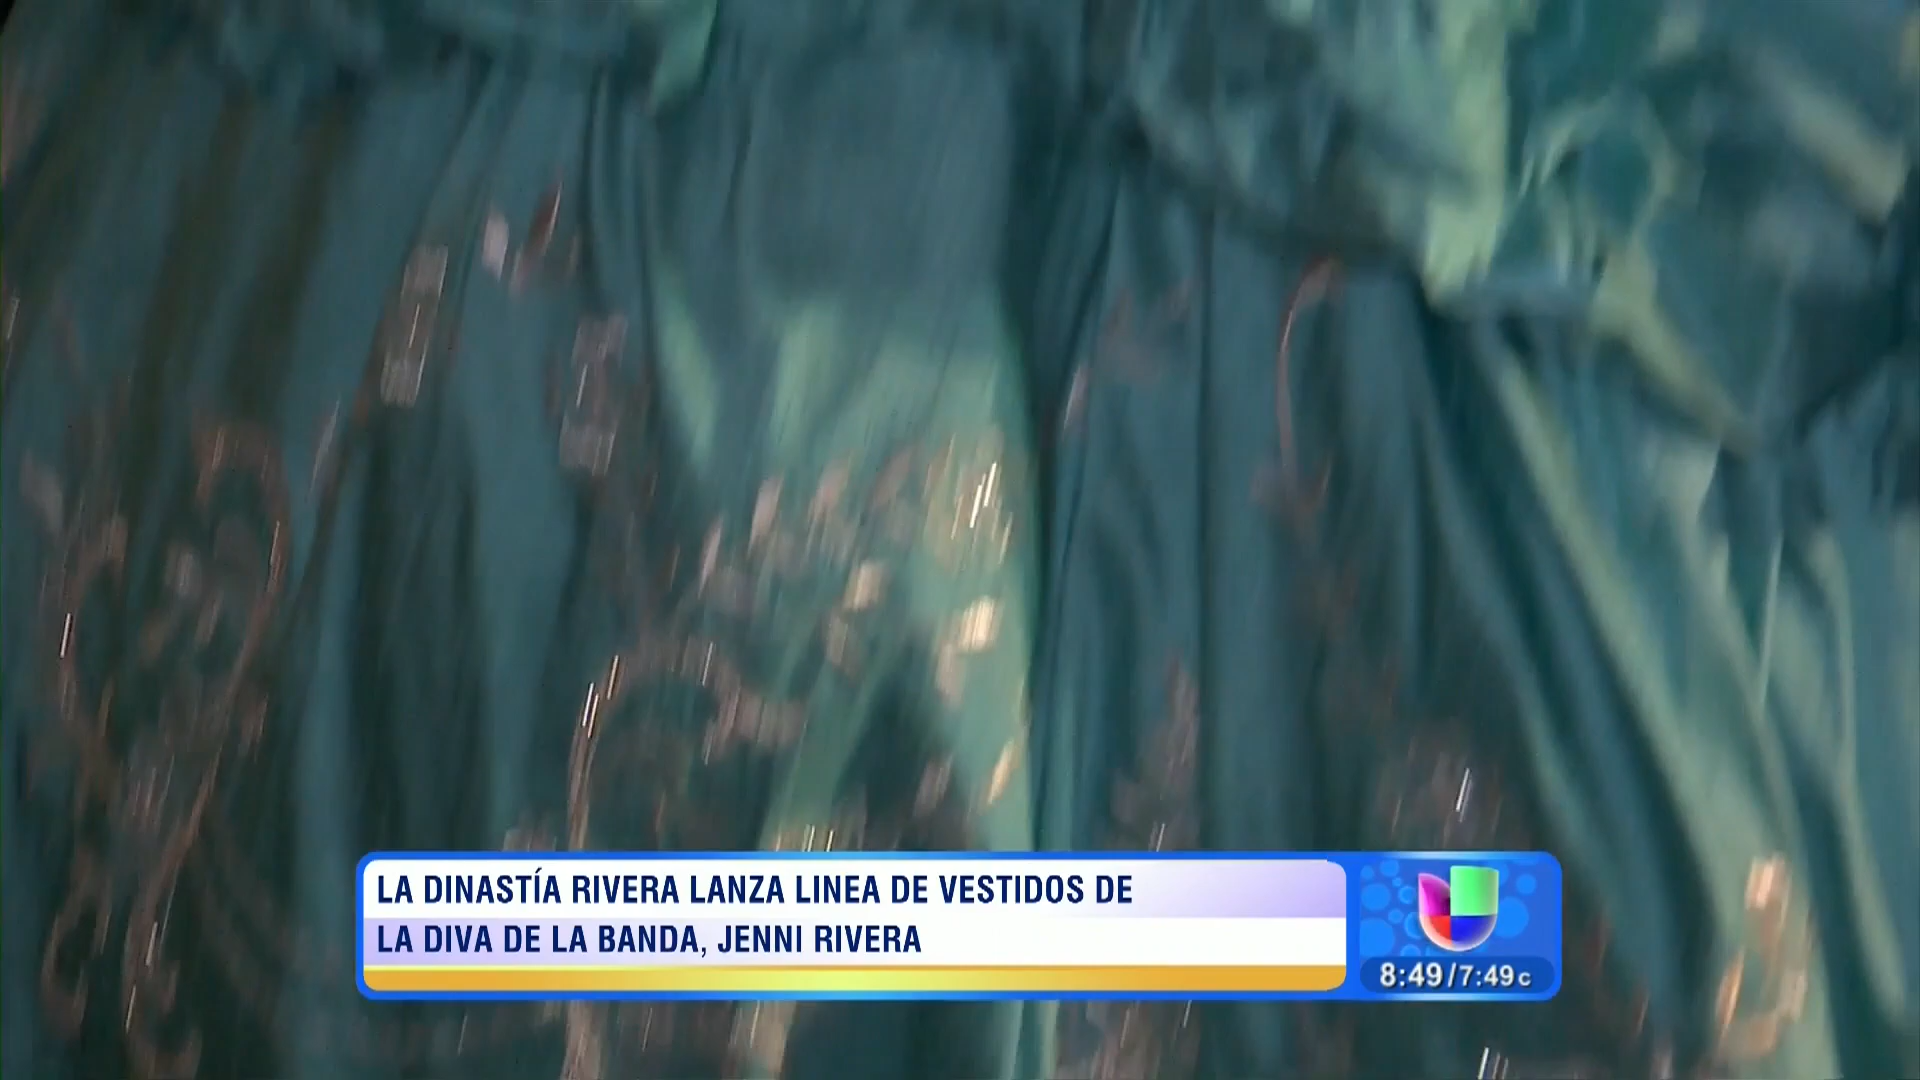 LA DINASTÍA RIVERA LANZA LINEA DE VESTIDOS DE
LA DIVA DE LA BANDA, JENNI RIVERA
8:49/7:49c